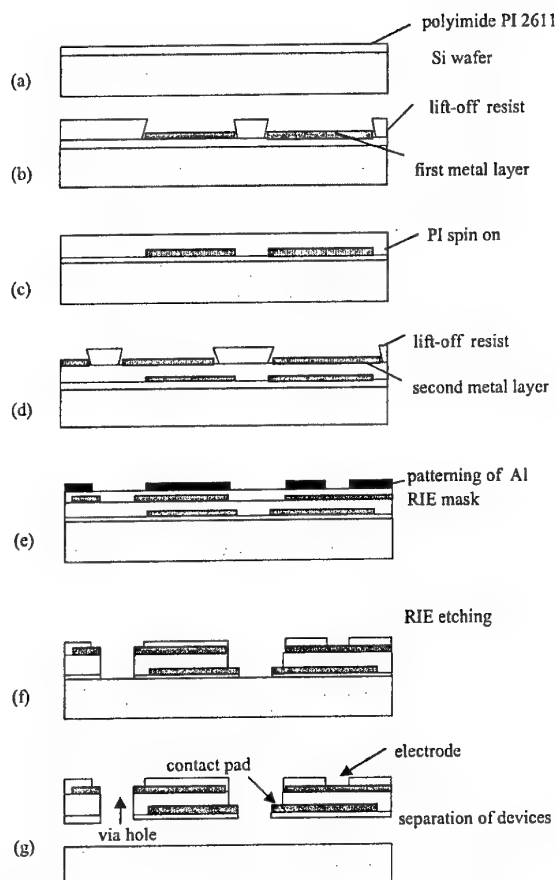 polyimide PI 2611
Si wafer
(a)
lift-off resist
first metal layer
(b)
PI spin on
(c)
lift-off resist
second metal layer
(d)
patterning of Al
RIE mask
(e)
RIE etching
(f)
contact pad
electrode
via hole
separation of devices
(g)